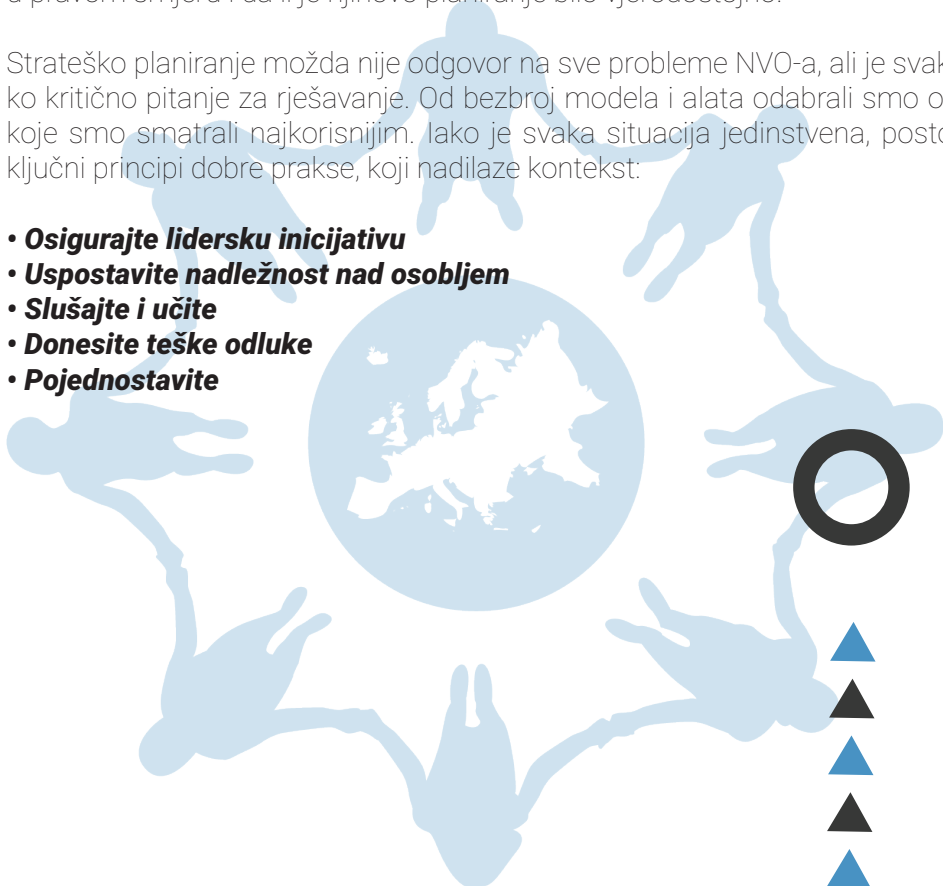 Strateško planiranje možda nije odgovor na sve probleme NVO-a, ali je svak
ko kritično pitanje za rješavanje. Od bezbroj modela i alata odabrali smo o
koje smo smatrali najkorisnijim. Iako je svaka situacija jedinstvena, posto
ključni principi dobre prakse, koji nadilaze kontekst:
• Osigurajte lidersku inicijativu
• Uspostavite nadležnost nad osobljem
• Slušajte i učite
• Donesite teške odluke
• Pojednostavite